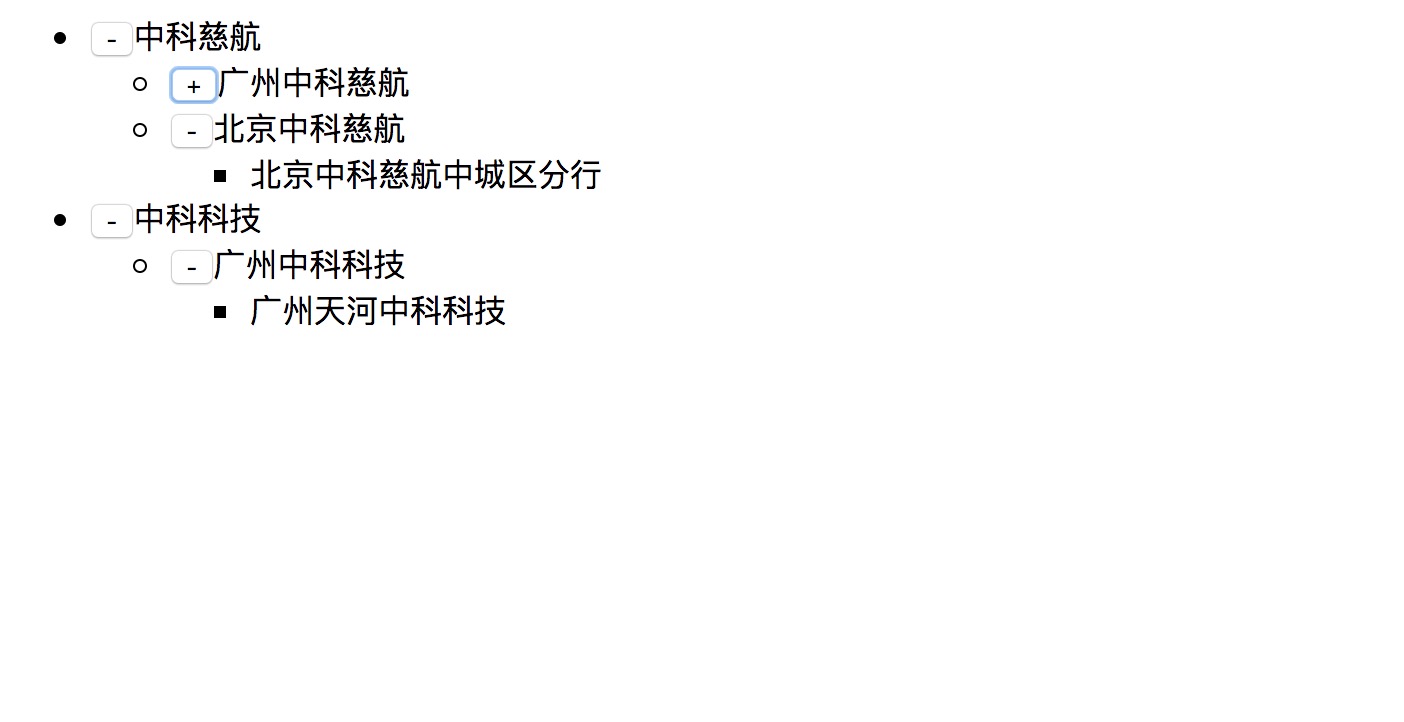 - 中科慈航
+ 广州中科慈航
- 北京中科慈航
北京中科慈航中城区分行
- 中科科技
- 广州中科科技
广州天河中科科技